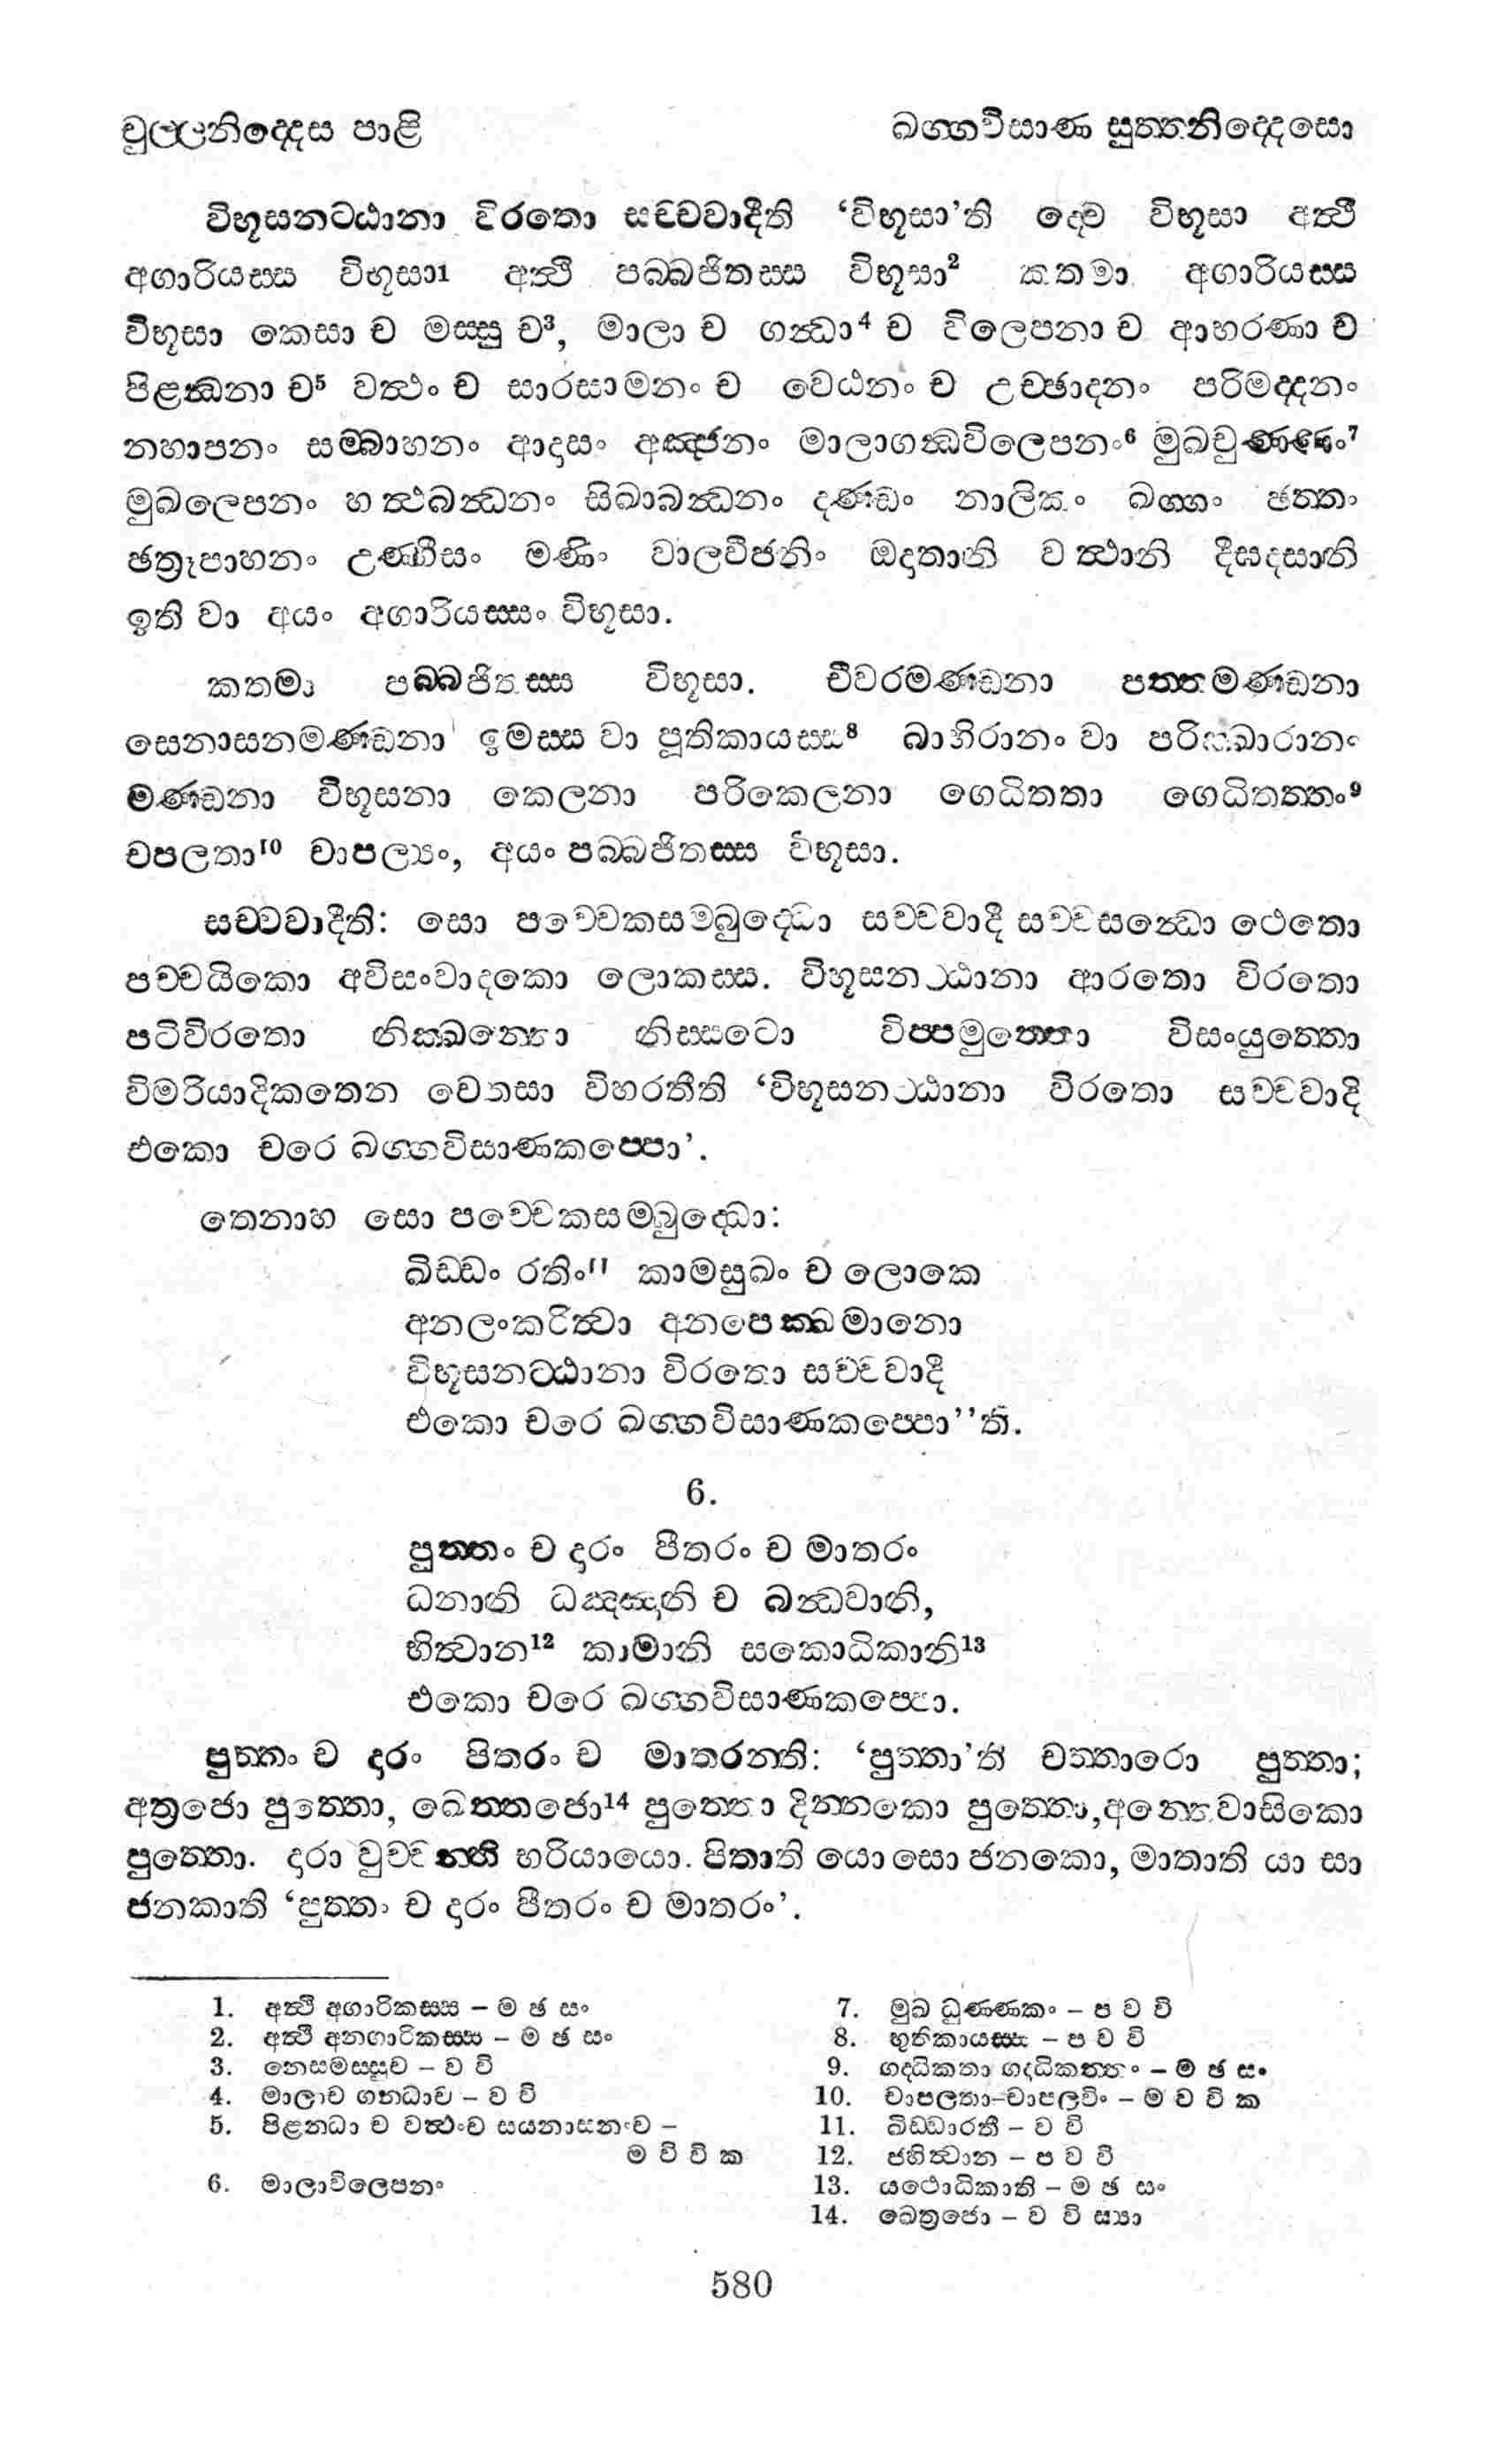 චුල්ලනිද්දෙස පාළි
ඛග්ගවිසාණ සුත්තනිද්දෙසො
විභූසනට්ඨානා විරතො සච්චවාදීති ‘විභූසා’ති ද්වෙ විභූසා අත්ථි
අගාරියස්ස විභූසා1 අත්ථි පබ්බජිතස්ස විභූසා2 කතමා අගාරියස්ස
විභූසා කෙසා ච මස්සු ච3, මාලා ච ගන්ධා4 ච විලෙපනා ච ආභරණා ච
පිළන්ධනා ච5 වත්ථං ච සාරසාමනං ච වෙඨනං ච උච්ඡාදනං පරිමද්දනං
නහාපනං සම්බාහනං ආදාසං අඤ්ජනං මාලාගන්ධවිලෙපනං6 මුඛචුණ්ණං7
මුඛලෙපනං හත්ථබන්ධනං සිඛාබන්ධනං දණ්ඩං නාලිකං ඛග්ගං ඡත්තං
ඡත්‍රෑපාහනං උණ්හීසං මණිං වාලවීජනිං ඔදාතානි වත්ථානි දීඝදසානි
ඉති වා අයං අගාරියස්සං විභූසා.
කතමා පබ්බජිතස්ස විභූසා. චීවරමණ්ඩනා පත්තමණ්ඩනා
සෙනාසනමණ්ඩනා ඉමස්ස වා පූතිකායස්ස8 බාහිරානං වා පරික්ඛාරානං
මණ්ඩනා විභූසනා කෙලනා පරිකෙලනා ගෙධිතතා ගෙධිතත්තං9
චපලතා10 චාපල්‍යං, අයං පබ්බජිතස්ස විභූසා.
සච්චවාදීති: සො පච්චෙකසම්බුද්ධො සච්චවාදී සච්චසන්ධො ථෙතො
පච්චයිකො අවිසංවාදකො ලොකස්ස. විභූසනට්ඨානා ආරතො විරතො
පටිවිරතො නික්ඛන්තො නිස්සටො විප්පමුත්තො විසංයුත්තො
විමරියාදිකතෙන චෙතසා විහරතීති ‘විභූසනට්ඨානා විරතො සච්චවාදි
එකො චරෙ ඛග්ගවිසාණකප්පො’.
තෙනාහ සො පච්චෙකසම්බුද්ධො:
ඛිඩ්ඩං රතිං11 කාමසුඛං ච ලොකෙ
අනලංකරිත්වා අනපෙක්ඛමානො
විභූසනට්ඨානා විරතො සච්චවාදී
එකො චරෙ ඛග්ගවිසාණකප්පො’’ති.
6.
පුත්තං ච දාරං පීතරං ච මාතරං
ධනානි ධඤ්ඤානි ච බන්ධවානි,
හිත්වාන12 කාමානි සකොධිකානි13
එකො චරෙ ඛග්ගවිසාණකප්පො.
පුත්තං ච දාරං පිතරං ච මාතරන්ති: ‘පුත්තා’ති චත්තාරො පුත්තා;
අත්‍රජො පුත්තො, ඛෙත්තජො14 පුත්තො දින්නකො පුත්තො, අන්තෙවාසිකො
පුත්තො. දාරා වුච්චන්ති භරියායො. පිතාති යො සො ජනකො, මාතාති යා සා
ජනකාති ‘පුත්තං ච දාරං පීතරං ච මාතරං’.
1. අත්ථි අගාරිකස්ස – ම ඡ සං
2. අත්ථි අනගාරිකස්ස – ම ඡ සං
3. නෙසමස්සූච – ව වි
4. මාලාච ගන්ධාච – ව වි
5. පිළන්ධා ච වත්ථංච සයනාසනංච –
ම වි වි ක
6. මාලාවිලෙපනං
7. මුඛ ධුණ්ණකං – ප ව වි
8. භුතිකායස්ස – ප ව වි
9. ගද්ධිකතා ගද්ධිකත්තං – ම ඡ සං
10. චාපලතා–චාපලවිං – ම ව වි ක
11. ඛිඩ්ඩාරතී – ව වි
12. ජහිත්වාන – ප ව වි
13. යථොධිකානි – ම ඡ සං
14. ඛෙත්‍රජො – ව වි ස්‍යා
580